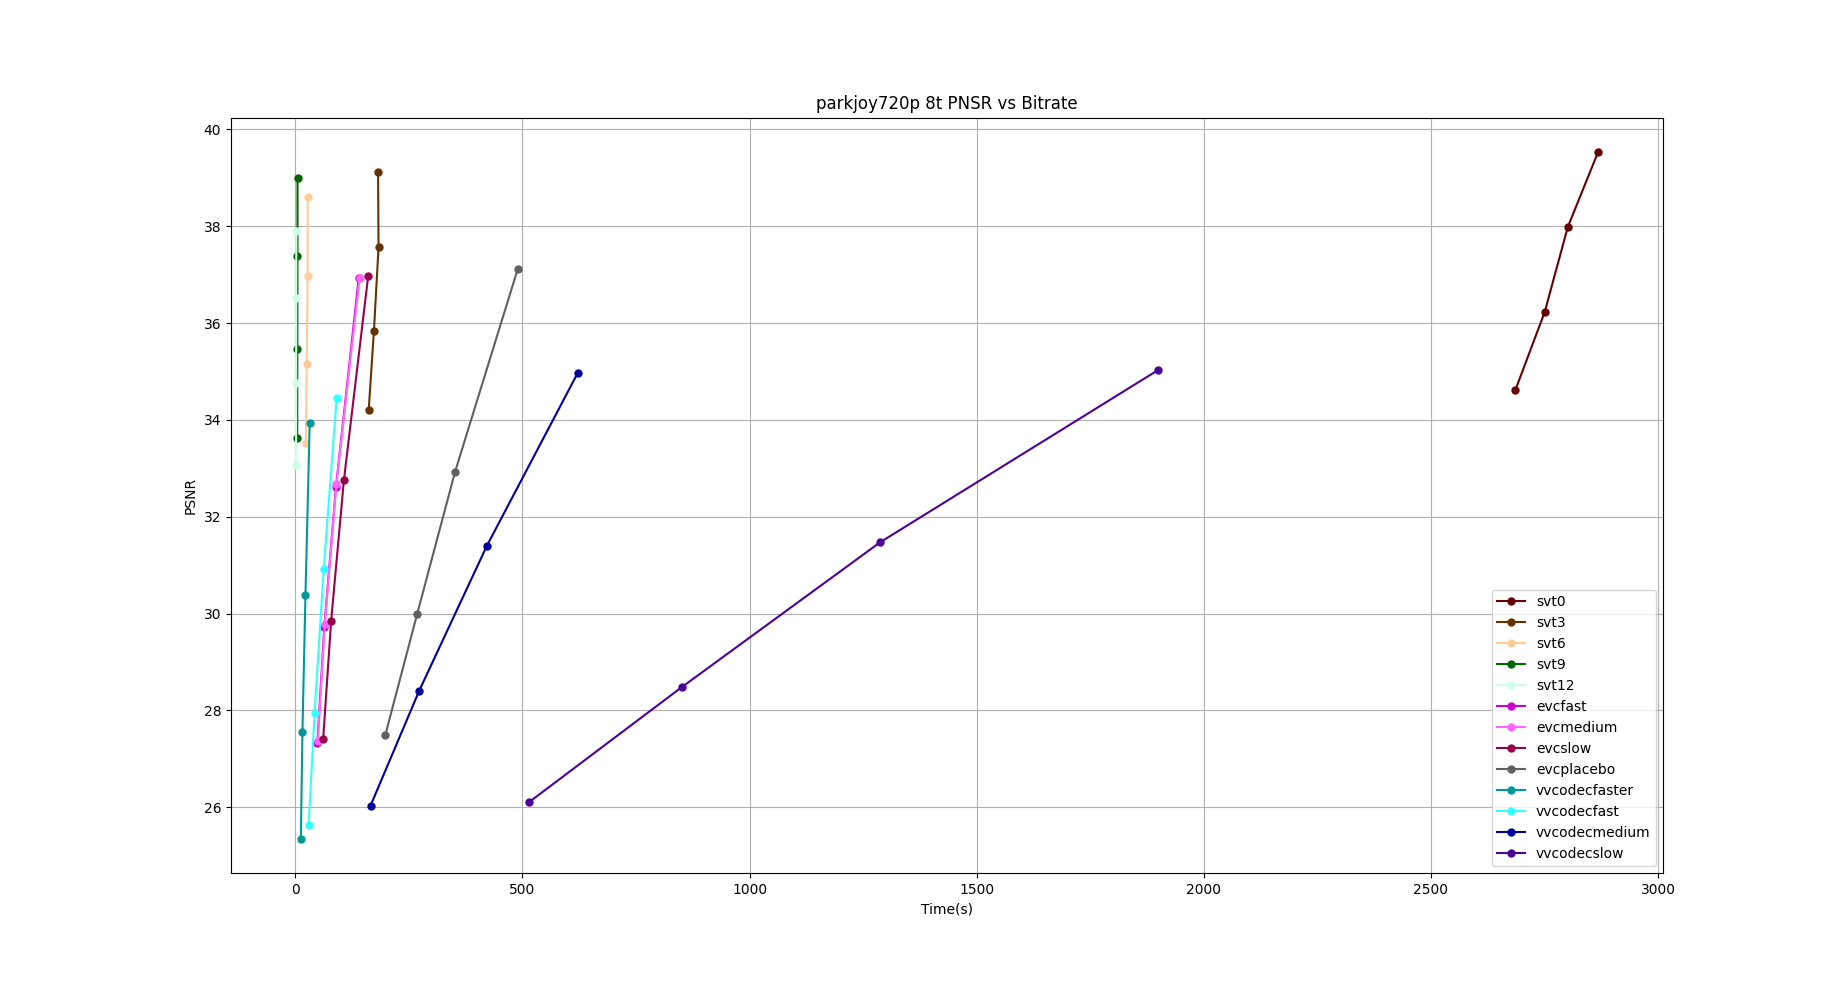 parkjoy720p 8t PNSR vs Bitrate
PSNR
40
38
36
34
32
30
28
26
0 500 1000 1500 2000 2500 3000
Time(s)
svt0
svt3
svt6
svt9
svt12
evcfast
evcmedium
evcslow
evcplacebo
vvcodecfaster
vvcodecfast
vvcodecmedium
vvcodecslow